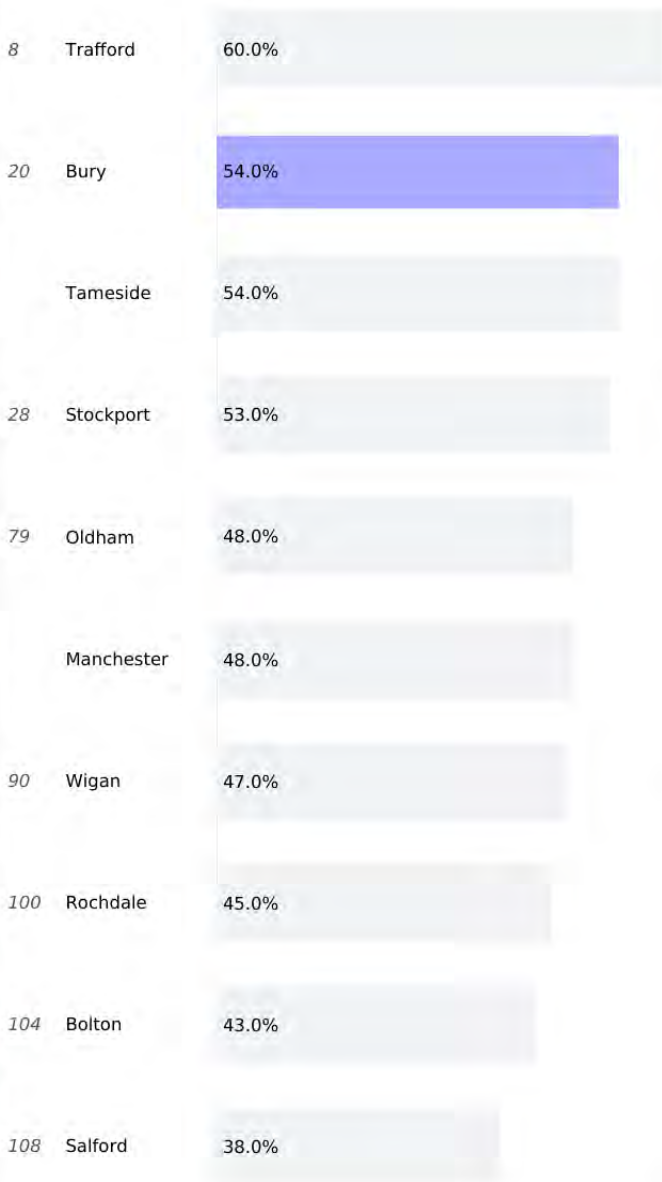 8 Trafford 60.0%
20 Bury 54.0%
Tameside 54.0%
28 Stockport 53.0%
79 Oldham 48.0%
Manchester 48.0%
90 Wigan 47.0%
100 Rochdale 45.0%
104 Bolton 43.0%
108 Salford 38.0%